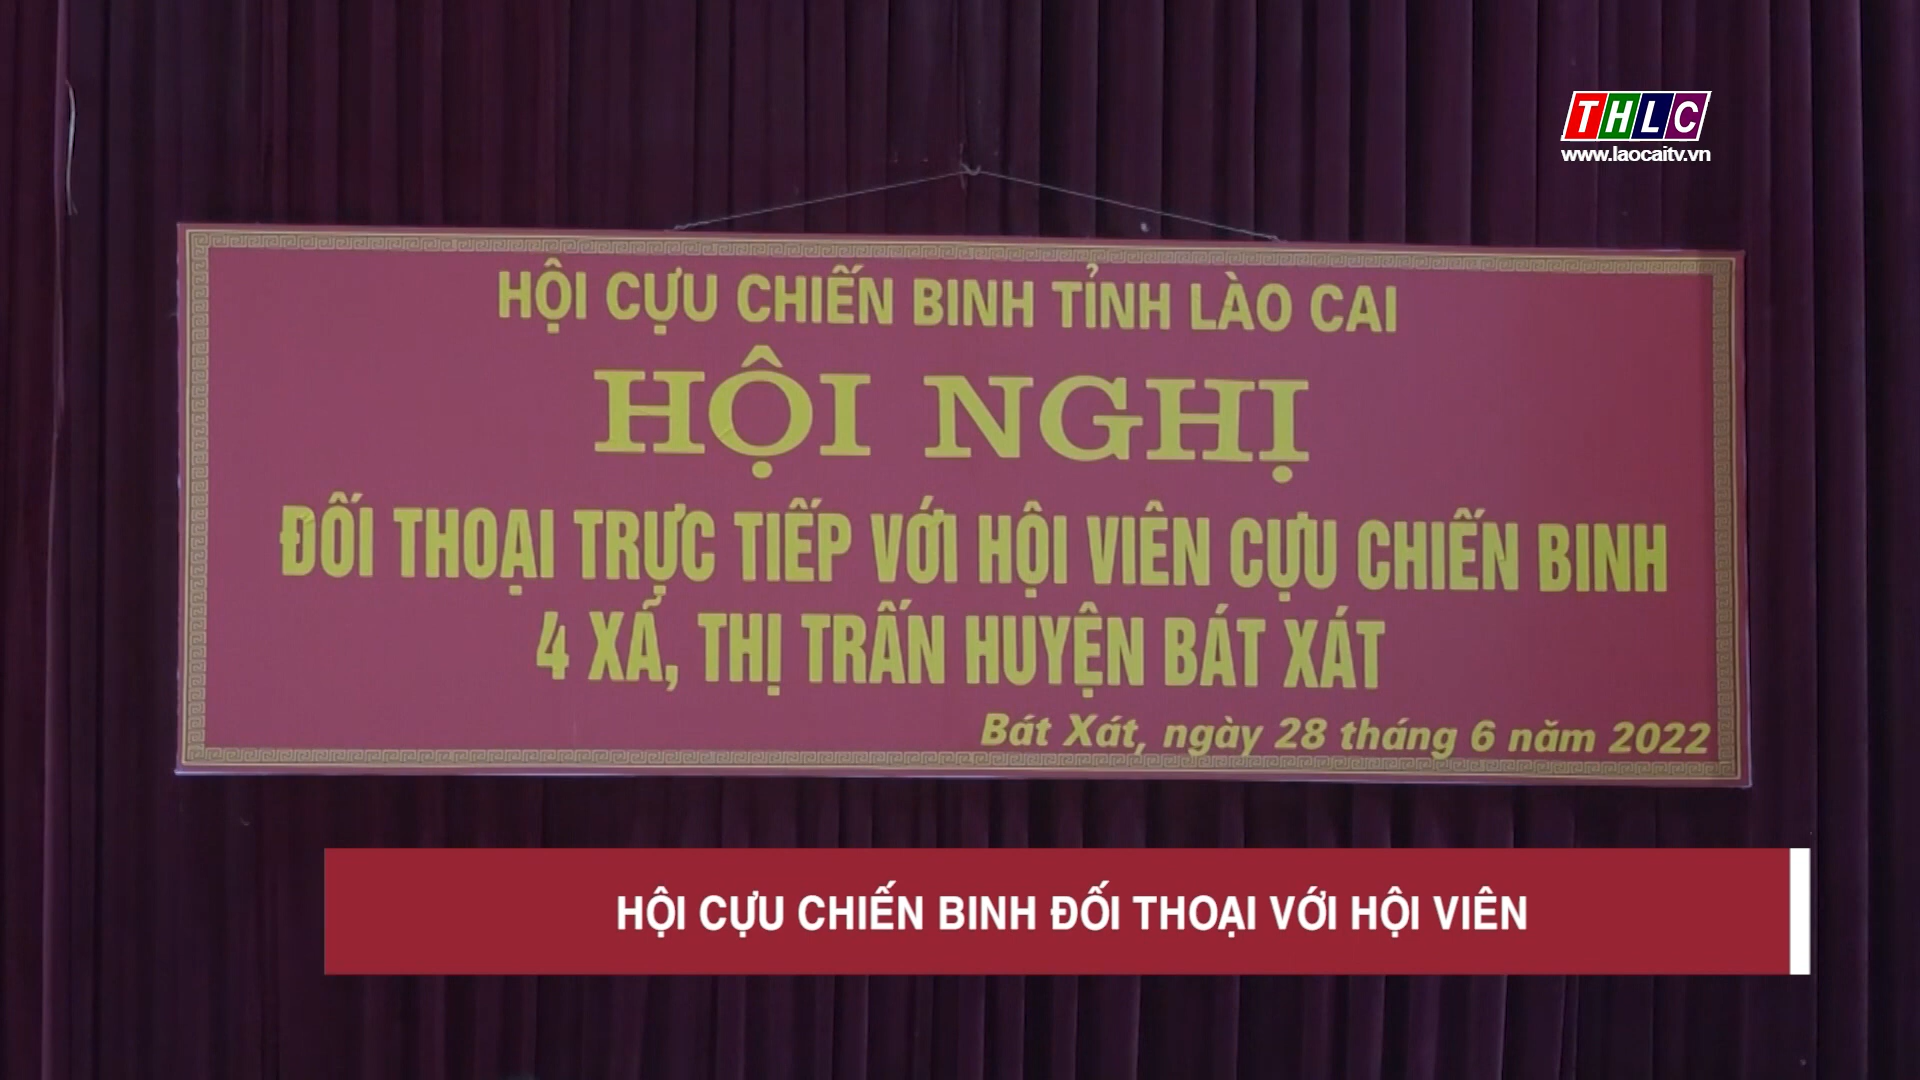 THLC
www.laocaitv.vn
HỘI CỰU CHIẾN BINH TỈNH LÀO CAI
HỘI NGHỊ
ĐỐI THOẠI TRỰC TIẾP VỚI HỘI VIÊN CỰU CHIẾN BINH
4 XÃ, THỊ TRẤN HUYỆN BÁT XÁT
Bát Xát, ngày 28 tháng 6 năm 2022
HỘI CỰU CHIẾN BINH ĐỐI THOẠI VỚI HỘI VIÊN